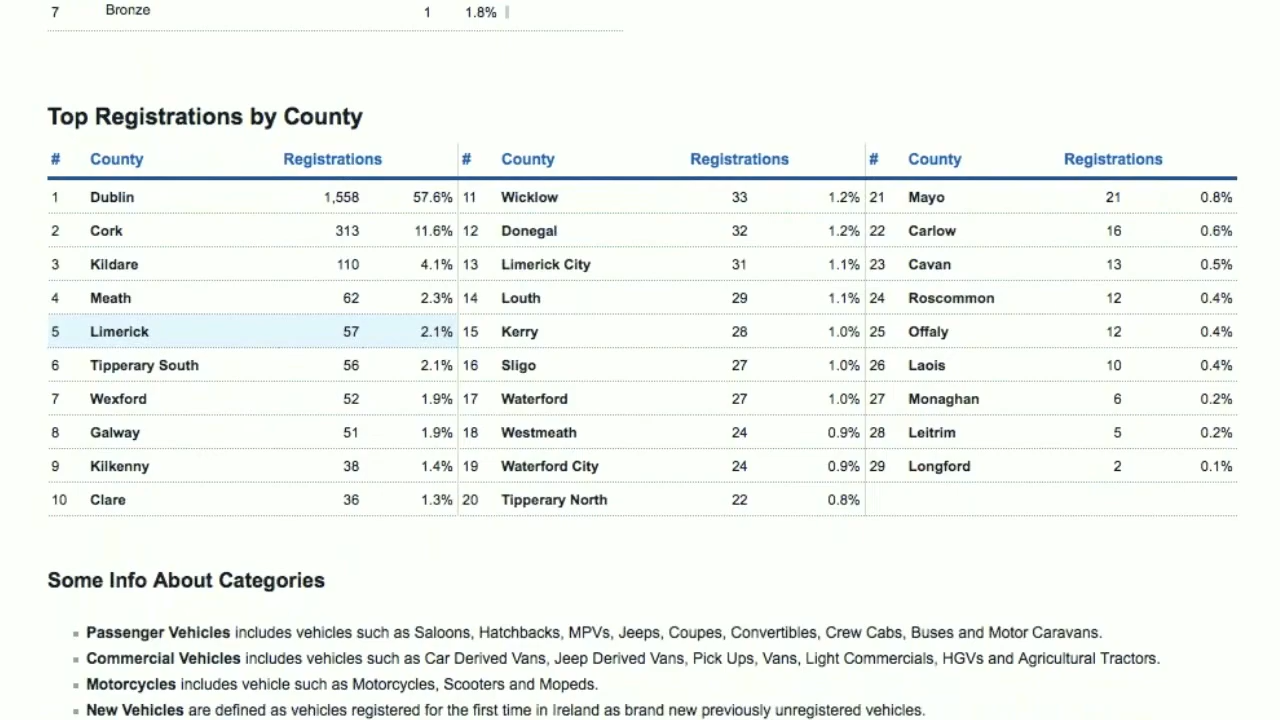 7 Bronze 1 1.8%
Top Registrations by County
# County Registrations # County Registrations # County Registrations
1 Dublin 1,558 57.6% 11 Wicklow 33 1.2% 21 Mayo 21 0.8%
2 Cork 313 11.6% 12 Donegal 32 1.2% 22 Carlow 16 0.6%
3 Kildare 110 4.1% 13 Limerick City 31 1.1% 23 Cavan 13 0.5%
4 Meath 62 2.3% 14 Louth 29 1.1% 24 Roscommon 12 0.4%
5 Limerick 57 2.1% 15 Kerry 28 1.0% 25 Offaly 12 0.4%
6 Tipperary South 56 2.1% 16 Sligo 27 1.0% 26 Laois 10 0.4%
7 Wexford 52 1.9% 17 Waterford 27 1.0% 27 Monaghan 6 0.2%
8 Galway 51 1.9% 18 Westmeath 24 0.9% 28 Leitrim 5 0.2%
9 Kilkenny 38 1.4% 19 Waterford City 24 0.9% 29 Longford 2 0.1%
10 Clare 36 1.3% 20 Tipperary North 22 0.8%
Some Info About Categories
Passenger Vehicles includes vehicles such as Saloons, Hatchbacks, MPVs, Jeeps, Coupes, Convertibles, Crew Cabs, Buses and Motor Caravans.
Commercial Vehicles includes vehicles such as Car Derived Vans, Jeep Derived Vans, Pick Ups, Vans, Light Commercials, HGVs and Agricultural Tractors.
Motorcycles includes vehicle such as Motorcycles, Scooters and Mopeds.
New Vehicles are defined as vehicles registered for the first time in Ireland as brand new previously unregistered vehicles.